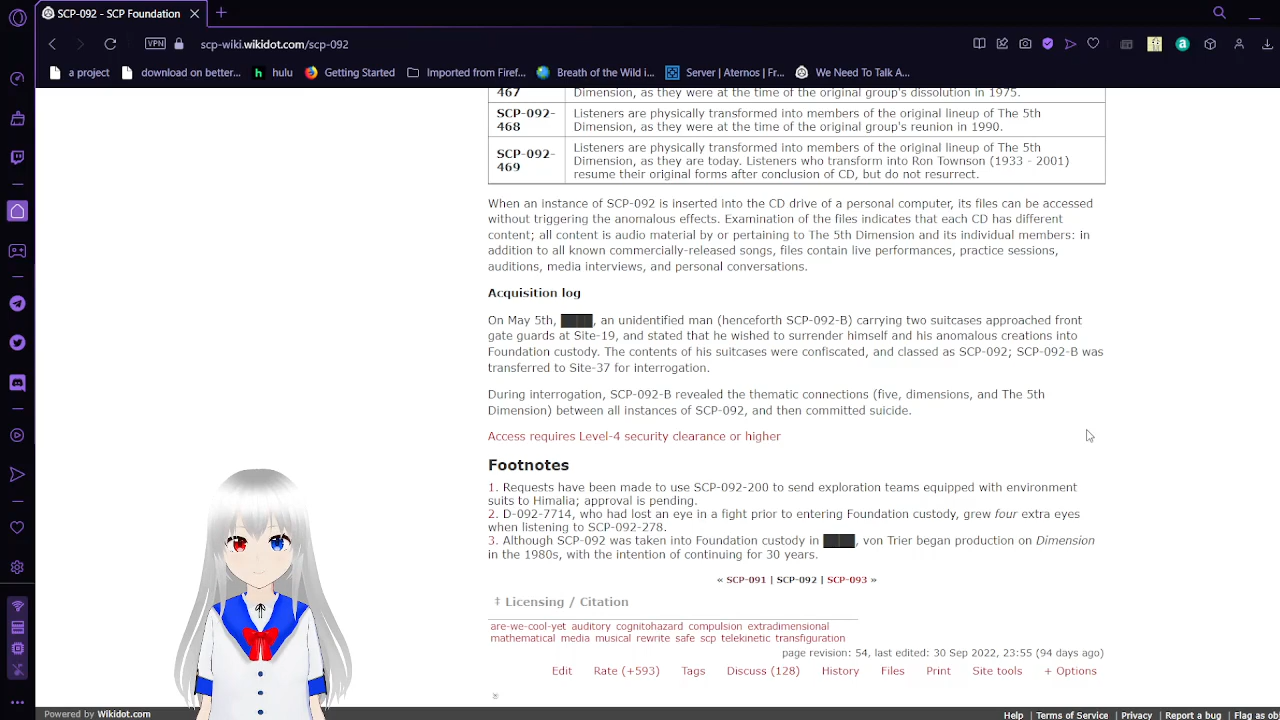 SCP-092 - SCP Foundation
VPN
scp-wiki.wikidot.com/scp-092
a project
download on better...
hulu
Getting Started
Imported from Firef...
Breath of the Wild i...
Server | Aternos | Fr...
We Need To Talk A...
467
Dimension, as they were at the time of the original group's dissolution in 1975.
SCP-092-
468
Listeners are physically transformed into members of the original lineup of The 5th
Dimension, as they were at the time of the original group's reunion in 1990.
SCP-092-
469
Listeners are physically transformed into members of the original lineup of The 5th
Dimension, as they are today. Listeners who transform into Ron Townson (1933 - 2001)
resume their original forms after conclusion of CD, but do not resurrect.
When an instance of SCP-092 is inserted into the CD drive of a personal computer, its files can be accessed
without triggering the anomalous effects. Examination of the files indicates that each CD has different
content; all content is audio material by or pertaining to The 5th Dimension and its individual members: in
addition to all known commercially-released songs, files contain live performances, practice sessions,
auditions, media interviews, and personal conversations.
Acquisition log
On May 5th, ████, an unidentified man (henceforth SCP-092-B) carrying two suitcases approached front
gate guards at Site-19, and stated that he wished to surrender himself and his anomalous creations into
Foundation custody. The contents of his suitcases were confiscated, and classed as SCP-092; SCP-092-B was
transferred to Site-37 for interrogation.
During interrogation, SCP-092-B revealed the thematic connections (five, dimensions, and The 5th
Dimension) between all instances of SCP-092, and then committed suicide.
Access requires Level-4 security clearance or higher
Footnotes
1. Requests have been made to use SCP-092-200 to send exploration teams equipped with environment
suits to Himalia; approval is pending.
2. D-092-7714, who had lost an eye in a fight prior to entering Foundation custody, grew four extra eyes
when listening to SCP-092-278.
3. Although SCP-092 was taken into Foundation custody in ████, von Trier began production on Dimension
in the 1980s, with the intention of continuing for 30 years.
« SCP-091 | SCP-092 | SCP-093 »
‡ Licensing / Citation
are-we-cool-yet auditory cognitohazard compulsion extradimensional
mathematical media musical rewrite safe scp telekinetic transfiguration
page revision: 54, last edited: 30 Sep 2022, 23:55 (94 days ago)
Edit Rate (+593) Tags Discuss (128) History Files Print Site tools + Options
Powered by Wikidot.com
Help | Terms of Service | Privacy | Report a bug | Flag as ob